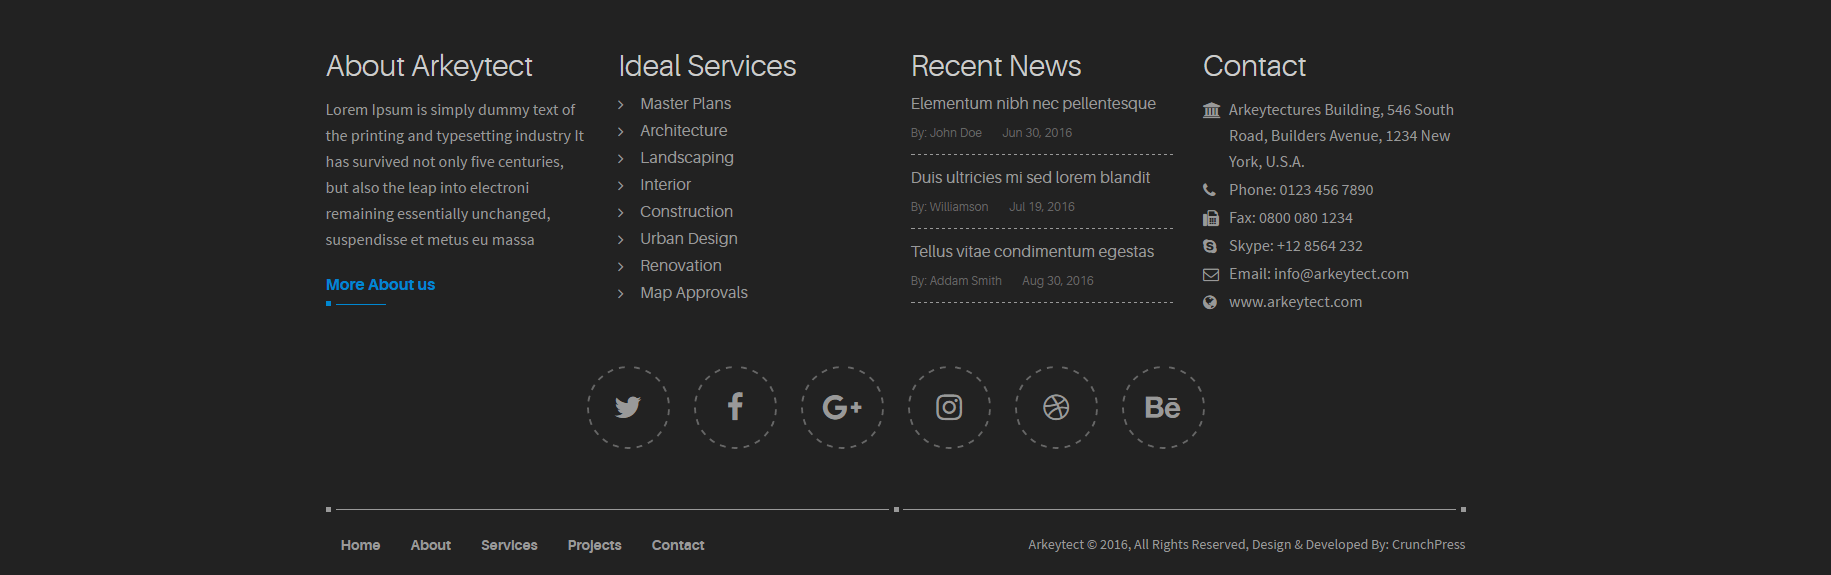 About Arkeytect
Lorem Ipsum is simply dummy text of
the printing and typesetting industry It
has survived not only five centuries,
but also the leap into electroni
remaining essentially unchanged,
suspendisse et metus eu massa
More About us
Ideal Services
Master Plans
Architecture
Landscaping
Interior
Construction
Urban Design
Renovation
Map Approvals
Recent News
Elementum nibh nec pellentesque
By: John Doe Jun 30, 2016
Duis ultricies mi sed lorem blandit
By: Williamson Jul 19, 2016
Tellus vitae condimentum egestas
By: Addam Smith Aug 30, 2016
Contact
Arkeytectures Building, 546 South
Road, Builders Avenue, 1234 New
York, U.S.A.
Phone: 0123 456 7890
Fax: 0800 080 1234
Skype: +12 8564 232
Email: info@arkeytect.com
www.arkeytect.com
Home About Services Projects Contact
Arkeytect © 2016, All Rights Reserved, Design & Developed By: CrunchPress